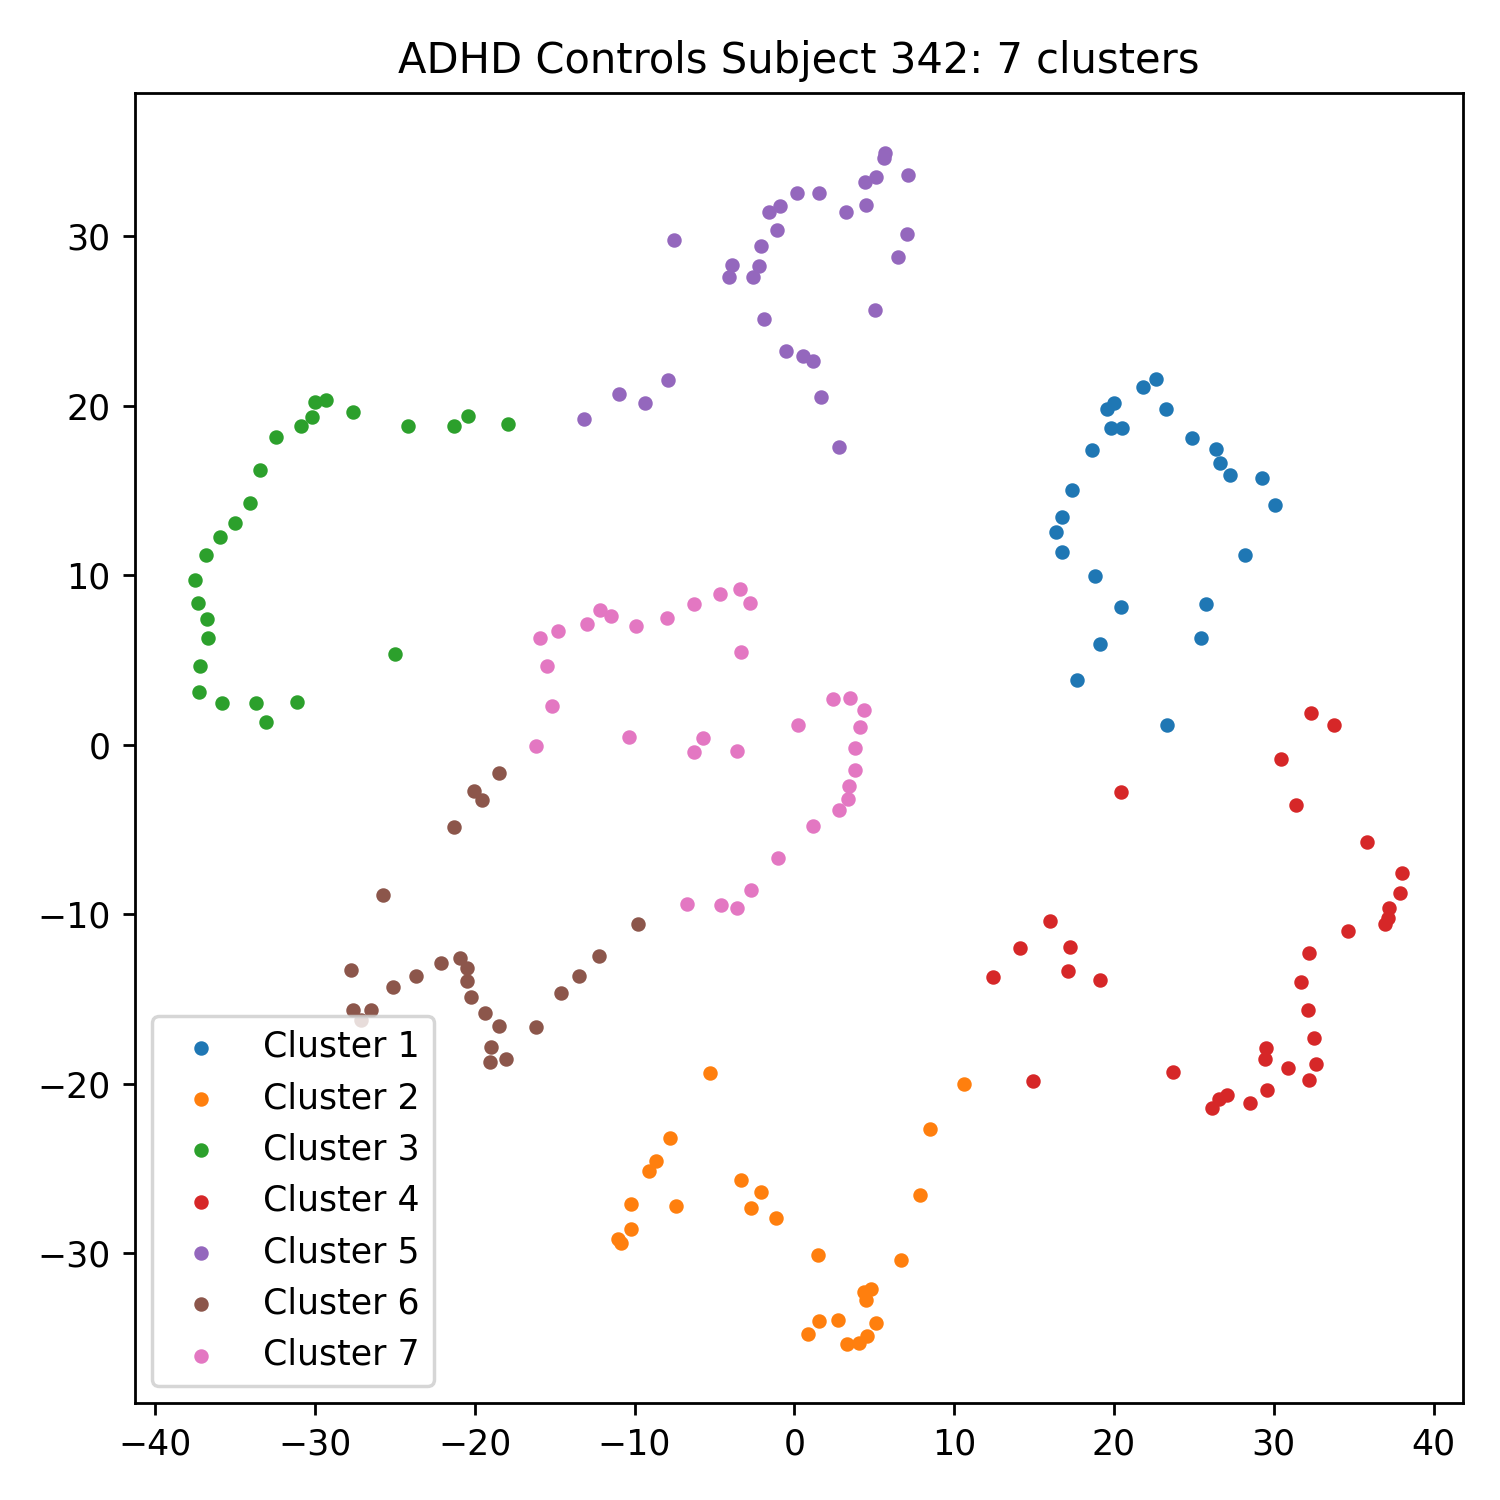 ADHD Controls Subject 342: 7 clusters
30
20
10
0
−10
−20
−30
Cluster 1
Cluster 2
Cluster 3
Cluster 4
Cluster 5
Cluster 6
Cluster 7
−40 −30 −20 −10 0 10 20 30 40